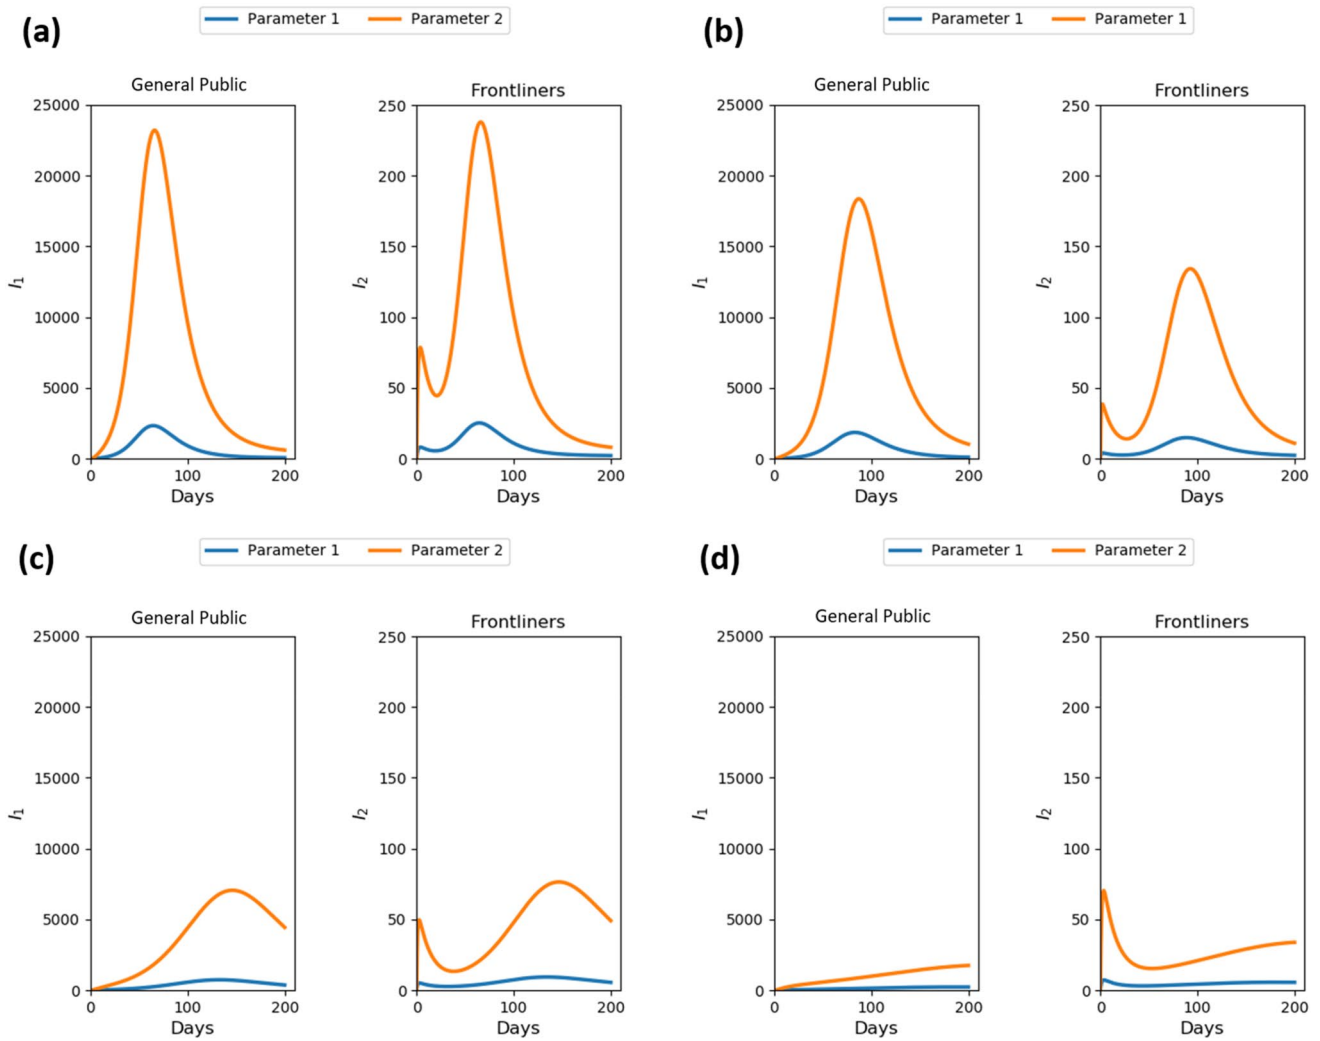 (a)
Parameter 1 Parameter 2
General Public
Frontliners
25000
20000
15000
10000
5000
0
I1
0 100 200
Days
250
200
150
100
50
0
I2
0 100 200
Days
(b)
Parameter 1 Parameter 1
General Public
Frontliners
25000
20000
15000
10000
5000
0
I1
0 100 200
Days
250
200
150
100
50
0
I2
0 100 200
Days
(c)
Parameter 1 Parameter 2
General Public
Frontliners
25000
20000
15000
10000
5000
0
I1
0 100 200
Days
250
200
150
100
50
0
I2
0 100 200
Days
(d)
Parameter 1 Parameter 2
General Public
Frontliners
25000
20000
15000
10000
5000
0
I1
0 100 200
Days
250
200
150
100
50
0
I2
0 100 200
Days